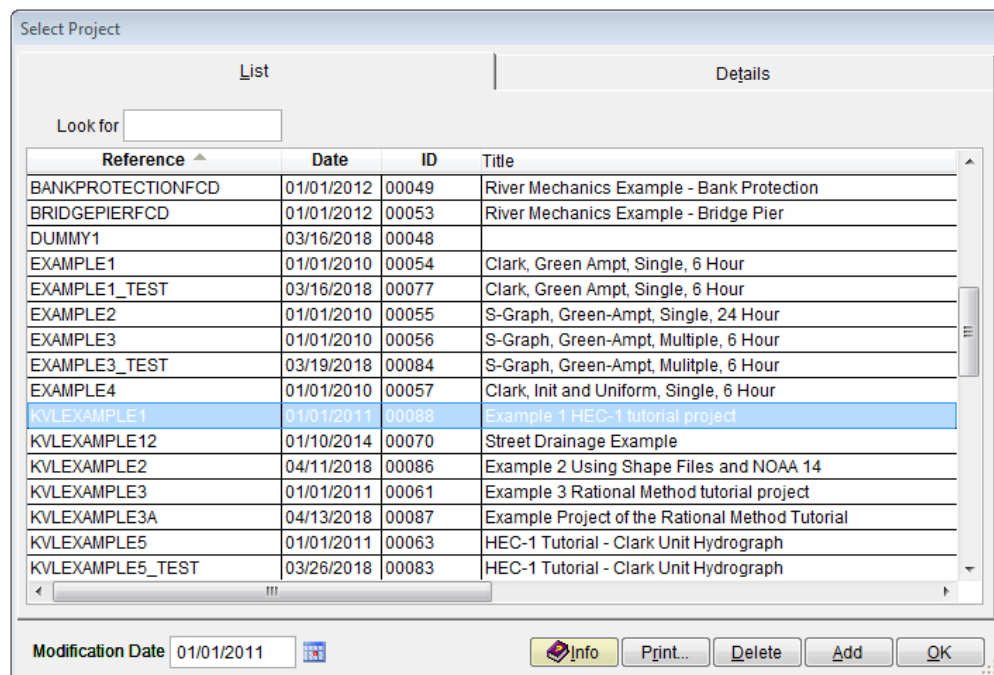 Select Project
List Details
Look for
Reference Date ID Title
BANKPROTECTIONFCD 01/01/2012 00049 River Mechanics Example - Bank Protection
BRIDGEPIERFCD 01/01/2012 00053 River Mechanics Example - Bridge Pier
DUMMY1 03/16/2018 00048
EXAMPLE1 01/01/2010 00054 Clark, Green Ampt, Single, 6 Hour
EXAMPLE1_TEST 03/16/2018 00077 Clark, Green Ampt, Single, 6 Hour
EXAMPLE2 01/01/2010 00055 S-Graph, Green-Ampt, Single, 24 Hour
EXAMPLE3 01/01/2010 00056 S-Graph, Green-Ampt, Multiple, 6 Hour
EXAMPLE3_TEST 03/19/2018 00084 S-Graph, Green-Ampt, Mulitple, 6 Hour
EXAMPLE4 01/01/2010 00057 Clark, Init and Uniform, Single, 6 Hour
KVLEXAMPLE1 01/01/2011 00088 Example 1 HEC-1 tutorial project
KVLEXAMPLE12 01/10/2014 00070 Street Drainage Example
KVLEXAMPLE2 04/11/2018 00086 Example 2 Using Shape Files and NOAA 14
KVLEXAMPLE3 01/01/2011 00061 Example 3 Rational Method tutorial project
KVLEXAMPLE3A 04/13/2018 00087 Example Project of the Rational Method Tutorial
KVLEXAMPLE5 01/01/2011 00063 HEC-1 Tutorial - Clark Unit Hydrograph
KVLEXAMPLE5_TEST 03/26/2018 00083 HEC-1 Tutorial - Clark Unit Hydrograph
Modification Date 01/01/2011 Info Print... Delete Add OK